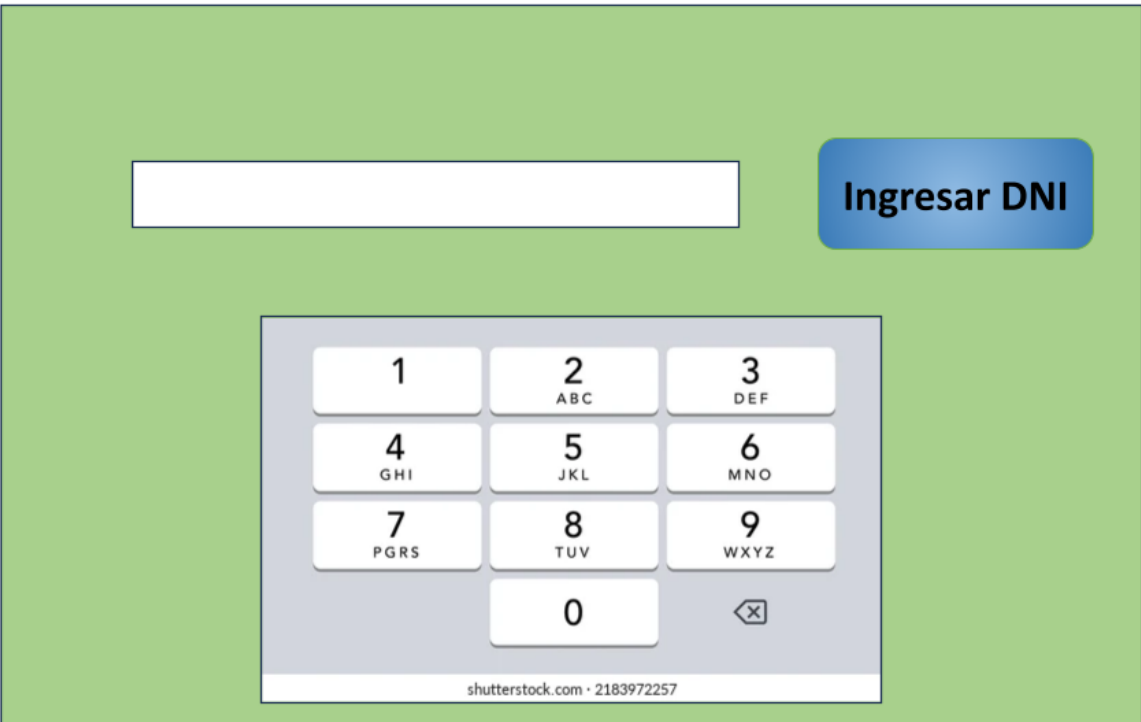 Ingresar DNI
1
2
3
ABC
DEF
4
5
6
GHI
JKL
MNO
7
8
9
PGRS
TUV
WXYZ
0
shutterstock.com · 2183972257